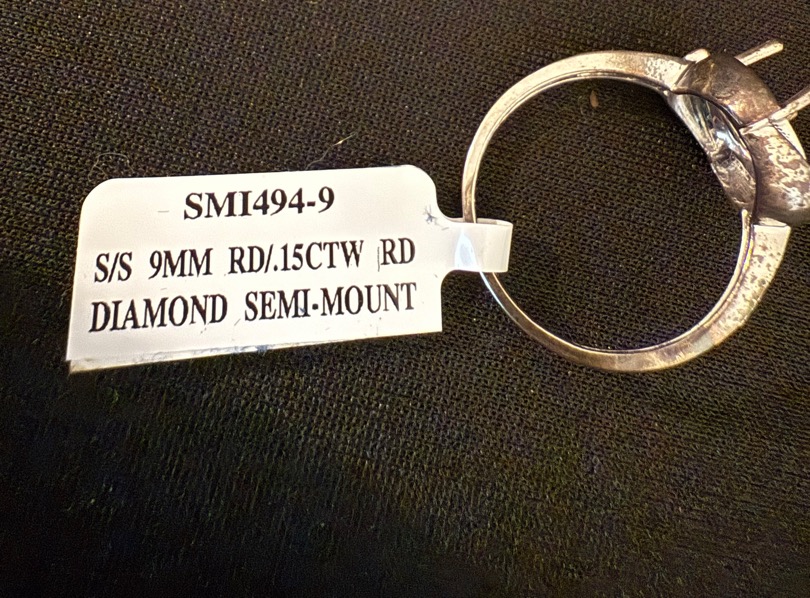 SMI494-9
S/S 9MM RD/.15CTW RD
DIAMOND SEMI-MOUNT